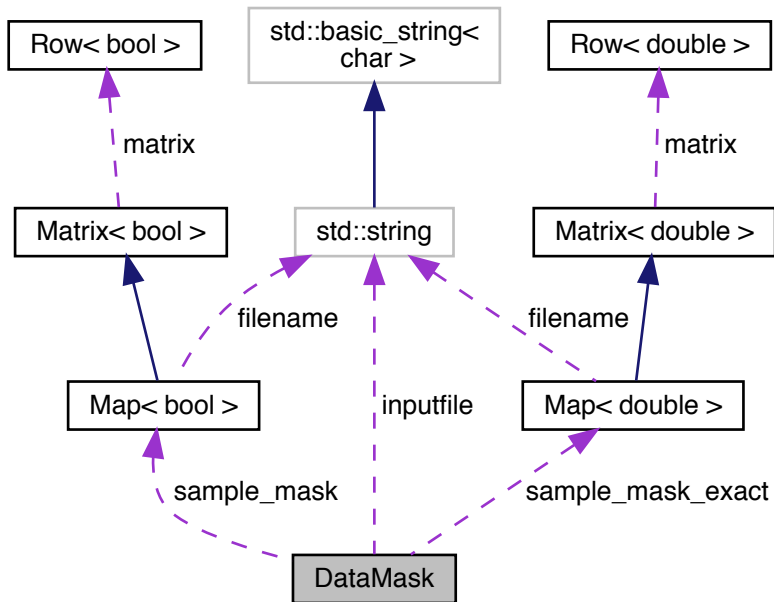 Row< bool >
std::basic_string<
char >
Row< double >
matrix
matrix
Matrix< bool >
std::string
Matrix< double >
filename
filename
Map< bool >
inputfile
Map< double >
sample_mask
sample_mask_exact
DataMask